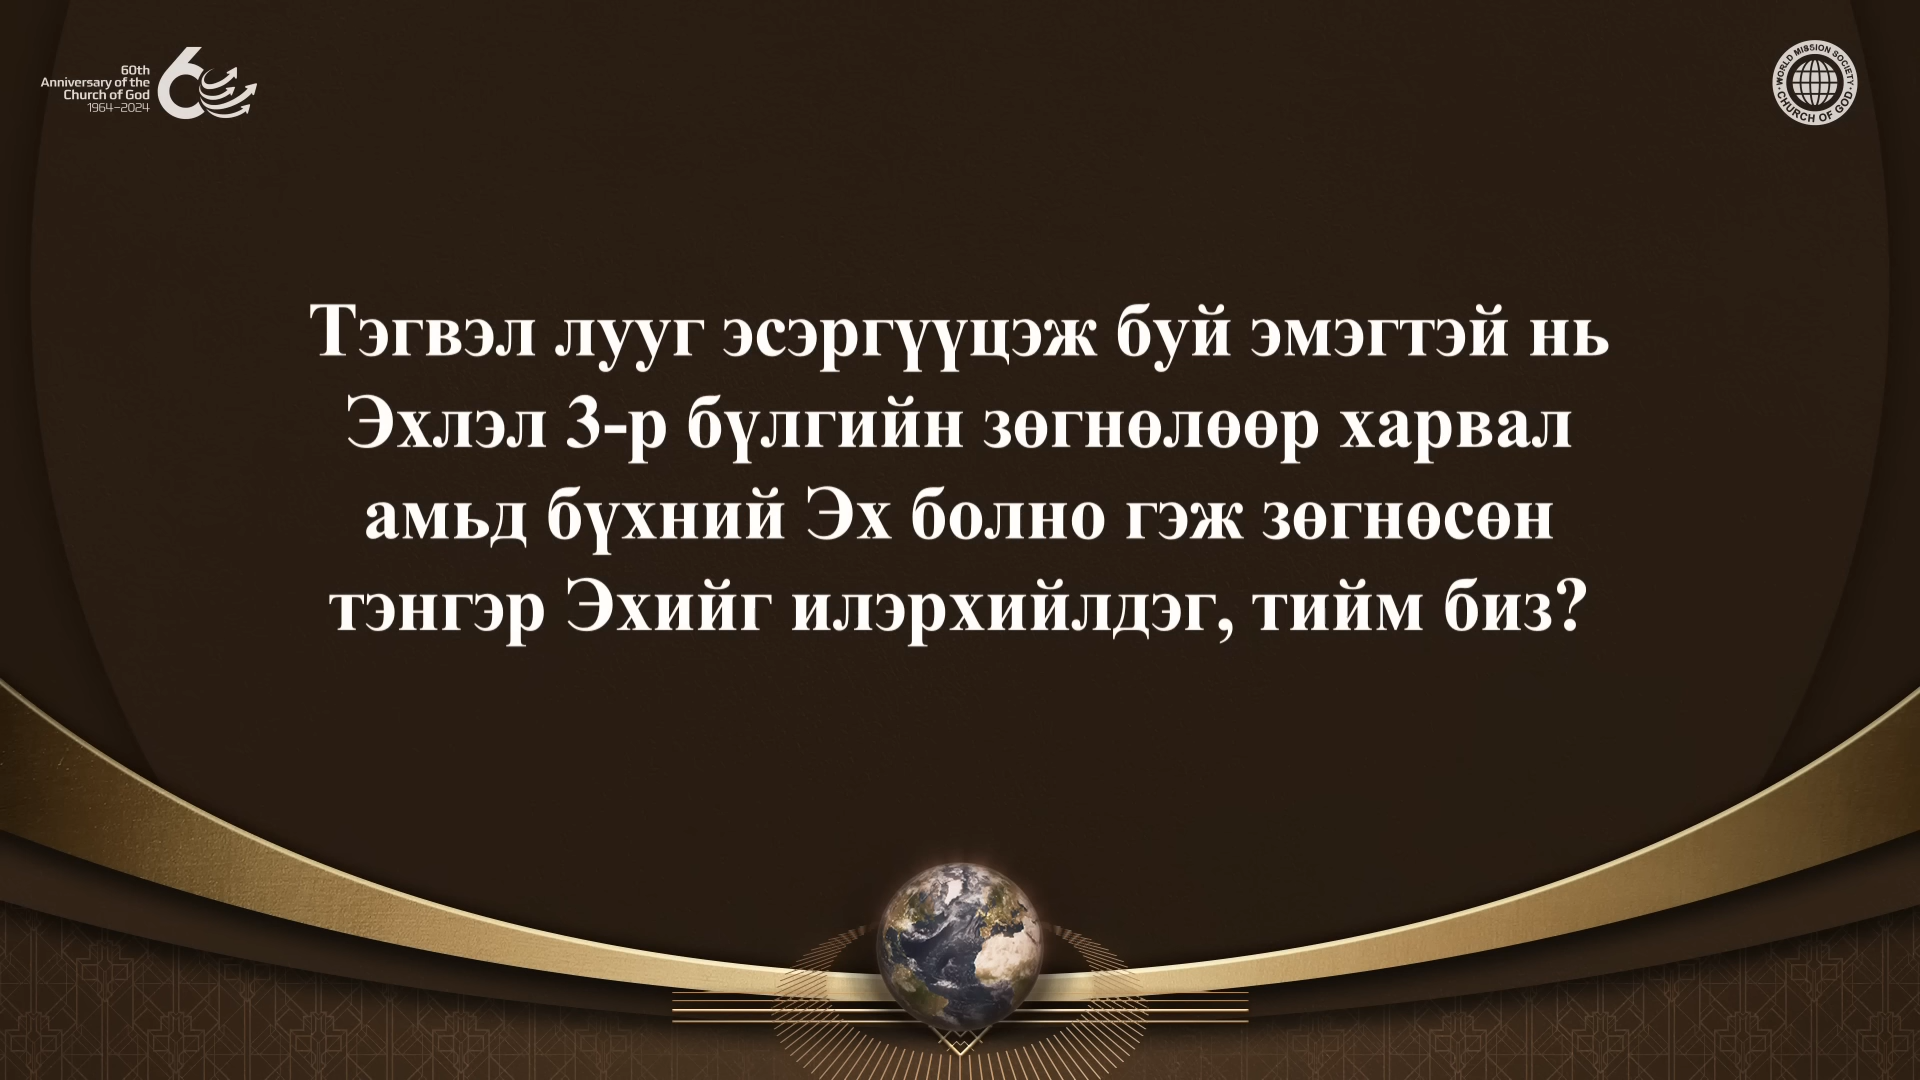 60th
Anniversary of the
Church of God
1964–2024
WORLD MISSION SOCIETY
CHURCH OF GOD
Тэгвэл лууг эсэргүүцэж буй эмэгтэй нь
Эхлэл 3-р бүлгийн зөгнөлөөр харвал
амьд бүхний Эх болно гэж зөгнөсөн
тэнгэр Эхийг илэрхийлдэг, тийм биз?